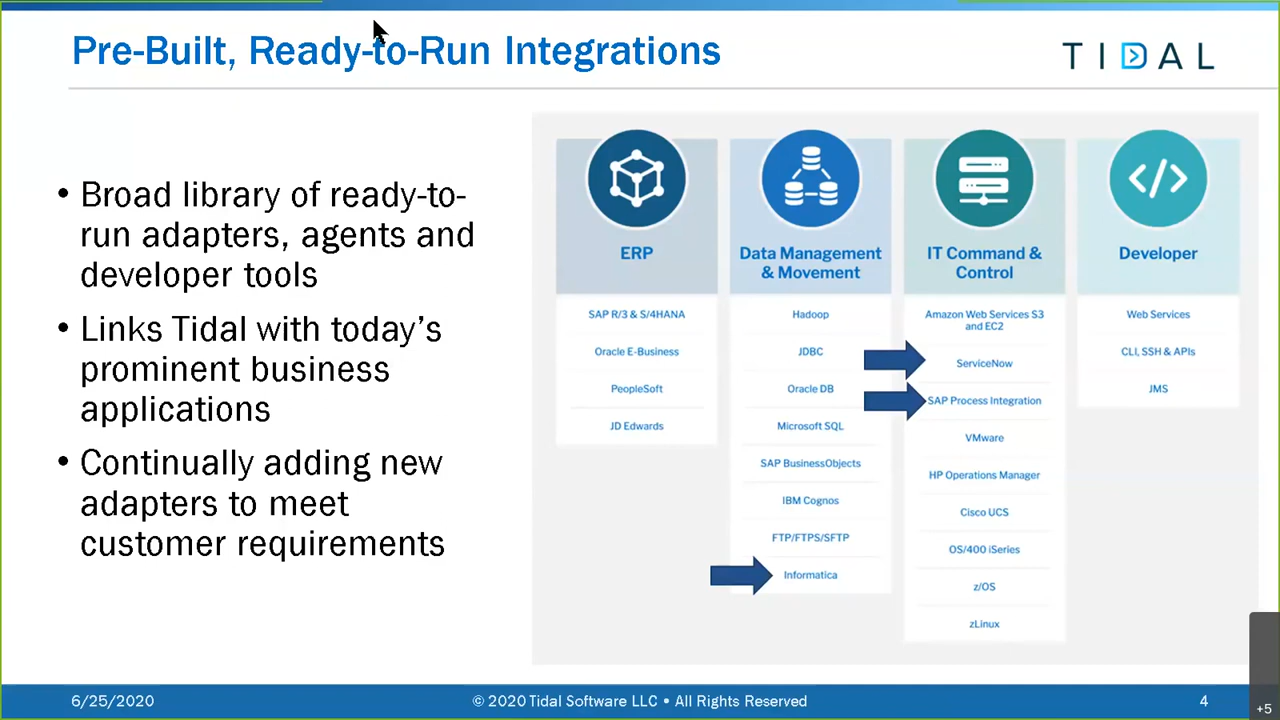 Pre-Built, Ready-to-Run Integrations
TIDAL
• Broad library of ready-to-
run adapters, agents and
developer tools
• Links Tidal with today's
prominent business
applications
• Continually adding new
adapters to meet
customer requirements
ERP
SAP R/3 & S/4HANA
Oracle E-Business
PeopleSoft
JD Edwards
Data Management
& Movement
Hadoop
JDBC
Oracle DB
Microsoft SQL
SAP BusinessObjects
IBM Cognos
FTP/FTPS/SFTP
Informatica
IT Command &
Control
Amazon Web Services S3
and EC2
ServiceNow
SAP Process Integration
VMware
HP Operations Manager
Cisco UCS
OS/400 iSeries
z/OS
zLinux
Developer
Web Services
CLI, SSH & APIs
JMS
6/25/2020
© 2020 Tidal Software LLC • All Rights Reserved
4
+5